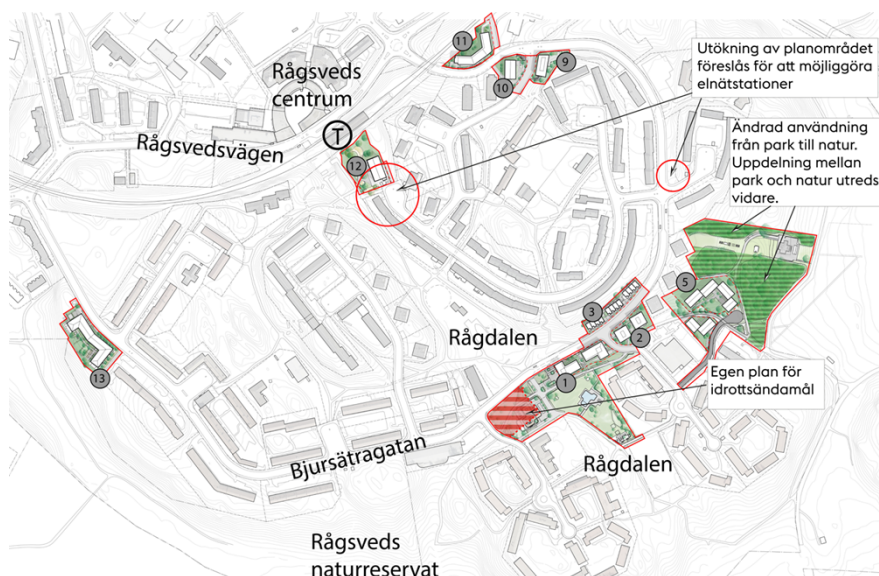 11
Rågsveds
centrum
9
10
Utökning av planområdet
föreslås för att möjliggöra
elnätstationer
T
Rågsvedsvägen
12
Ändrad användning
från park till natur.
Uppdelning mellan
park och natur utreds
vidare.
5
3
Rågdalen
2
13
1
Egen plan för
idrottsändamål
Bjursätragatan
Rågdalen
Rågsveds
naturreservat